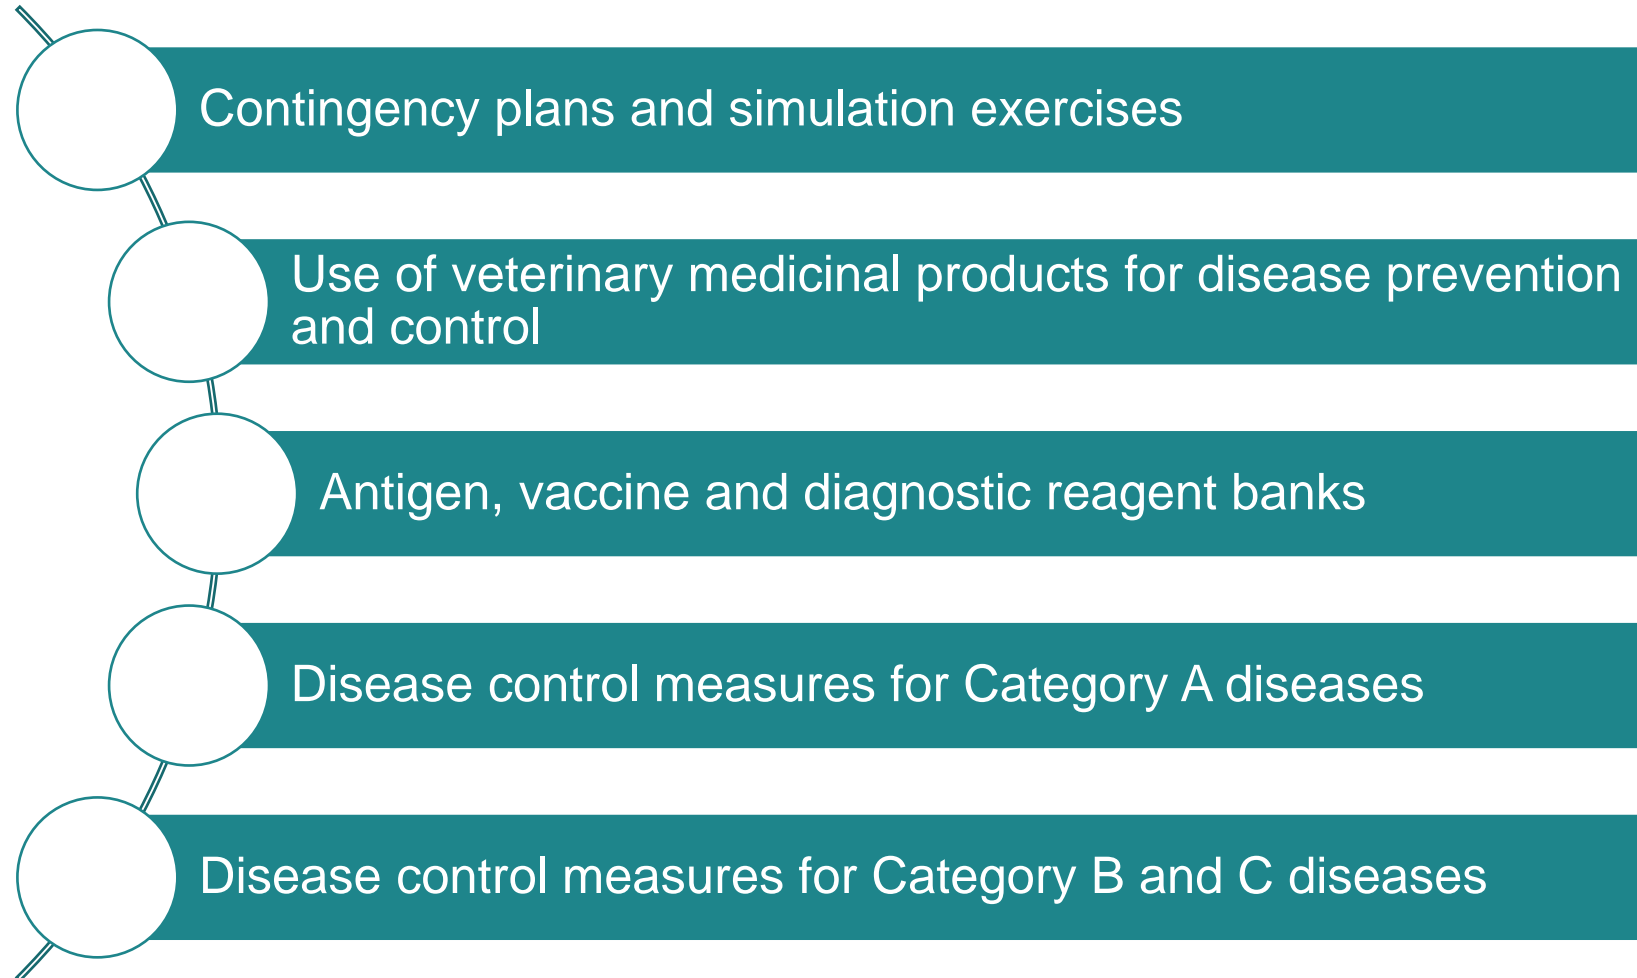 Contingency plans and simulation exercises
Use of veterinary medicinal products for disease prevention
and control
Antigen, vaccine and diagnostic reagent banks
Disease control measures for Category A diseases
Disease control measures for Category B and C diseases